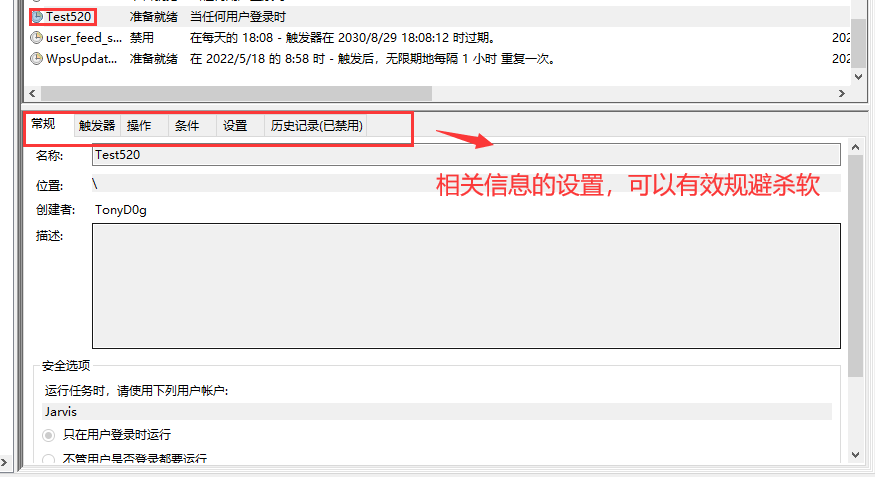 Test520 准备就绪 当任何用户登录时
user_feed_s... 禁用 在每天的 18:08 - 触发器在 2030/8/29 18:08:12 时过期。 202
WpsUpdat... 准备就绪 在 2022/5/18 的 8:58 时 - 触发后，无限期地每隔 1 小时 重复一次。 202
常规 触发器 操作 条件 设置 历史记录(已禁用)
名称: Test520
位置: \
相关信息的设置，可以有效规避杀软
创建者: TonyD0g
描述:
安全选项
运行任务时，请使用下列用户帐户:
Jarvis
只在用户登录时运行
不管用户是否登录都要运行